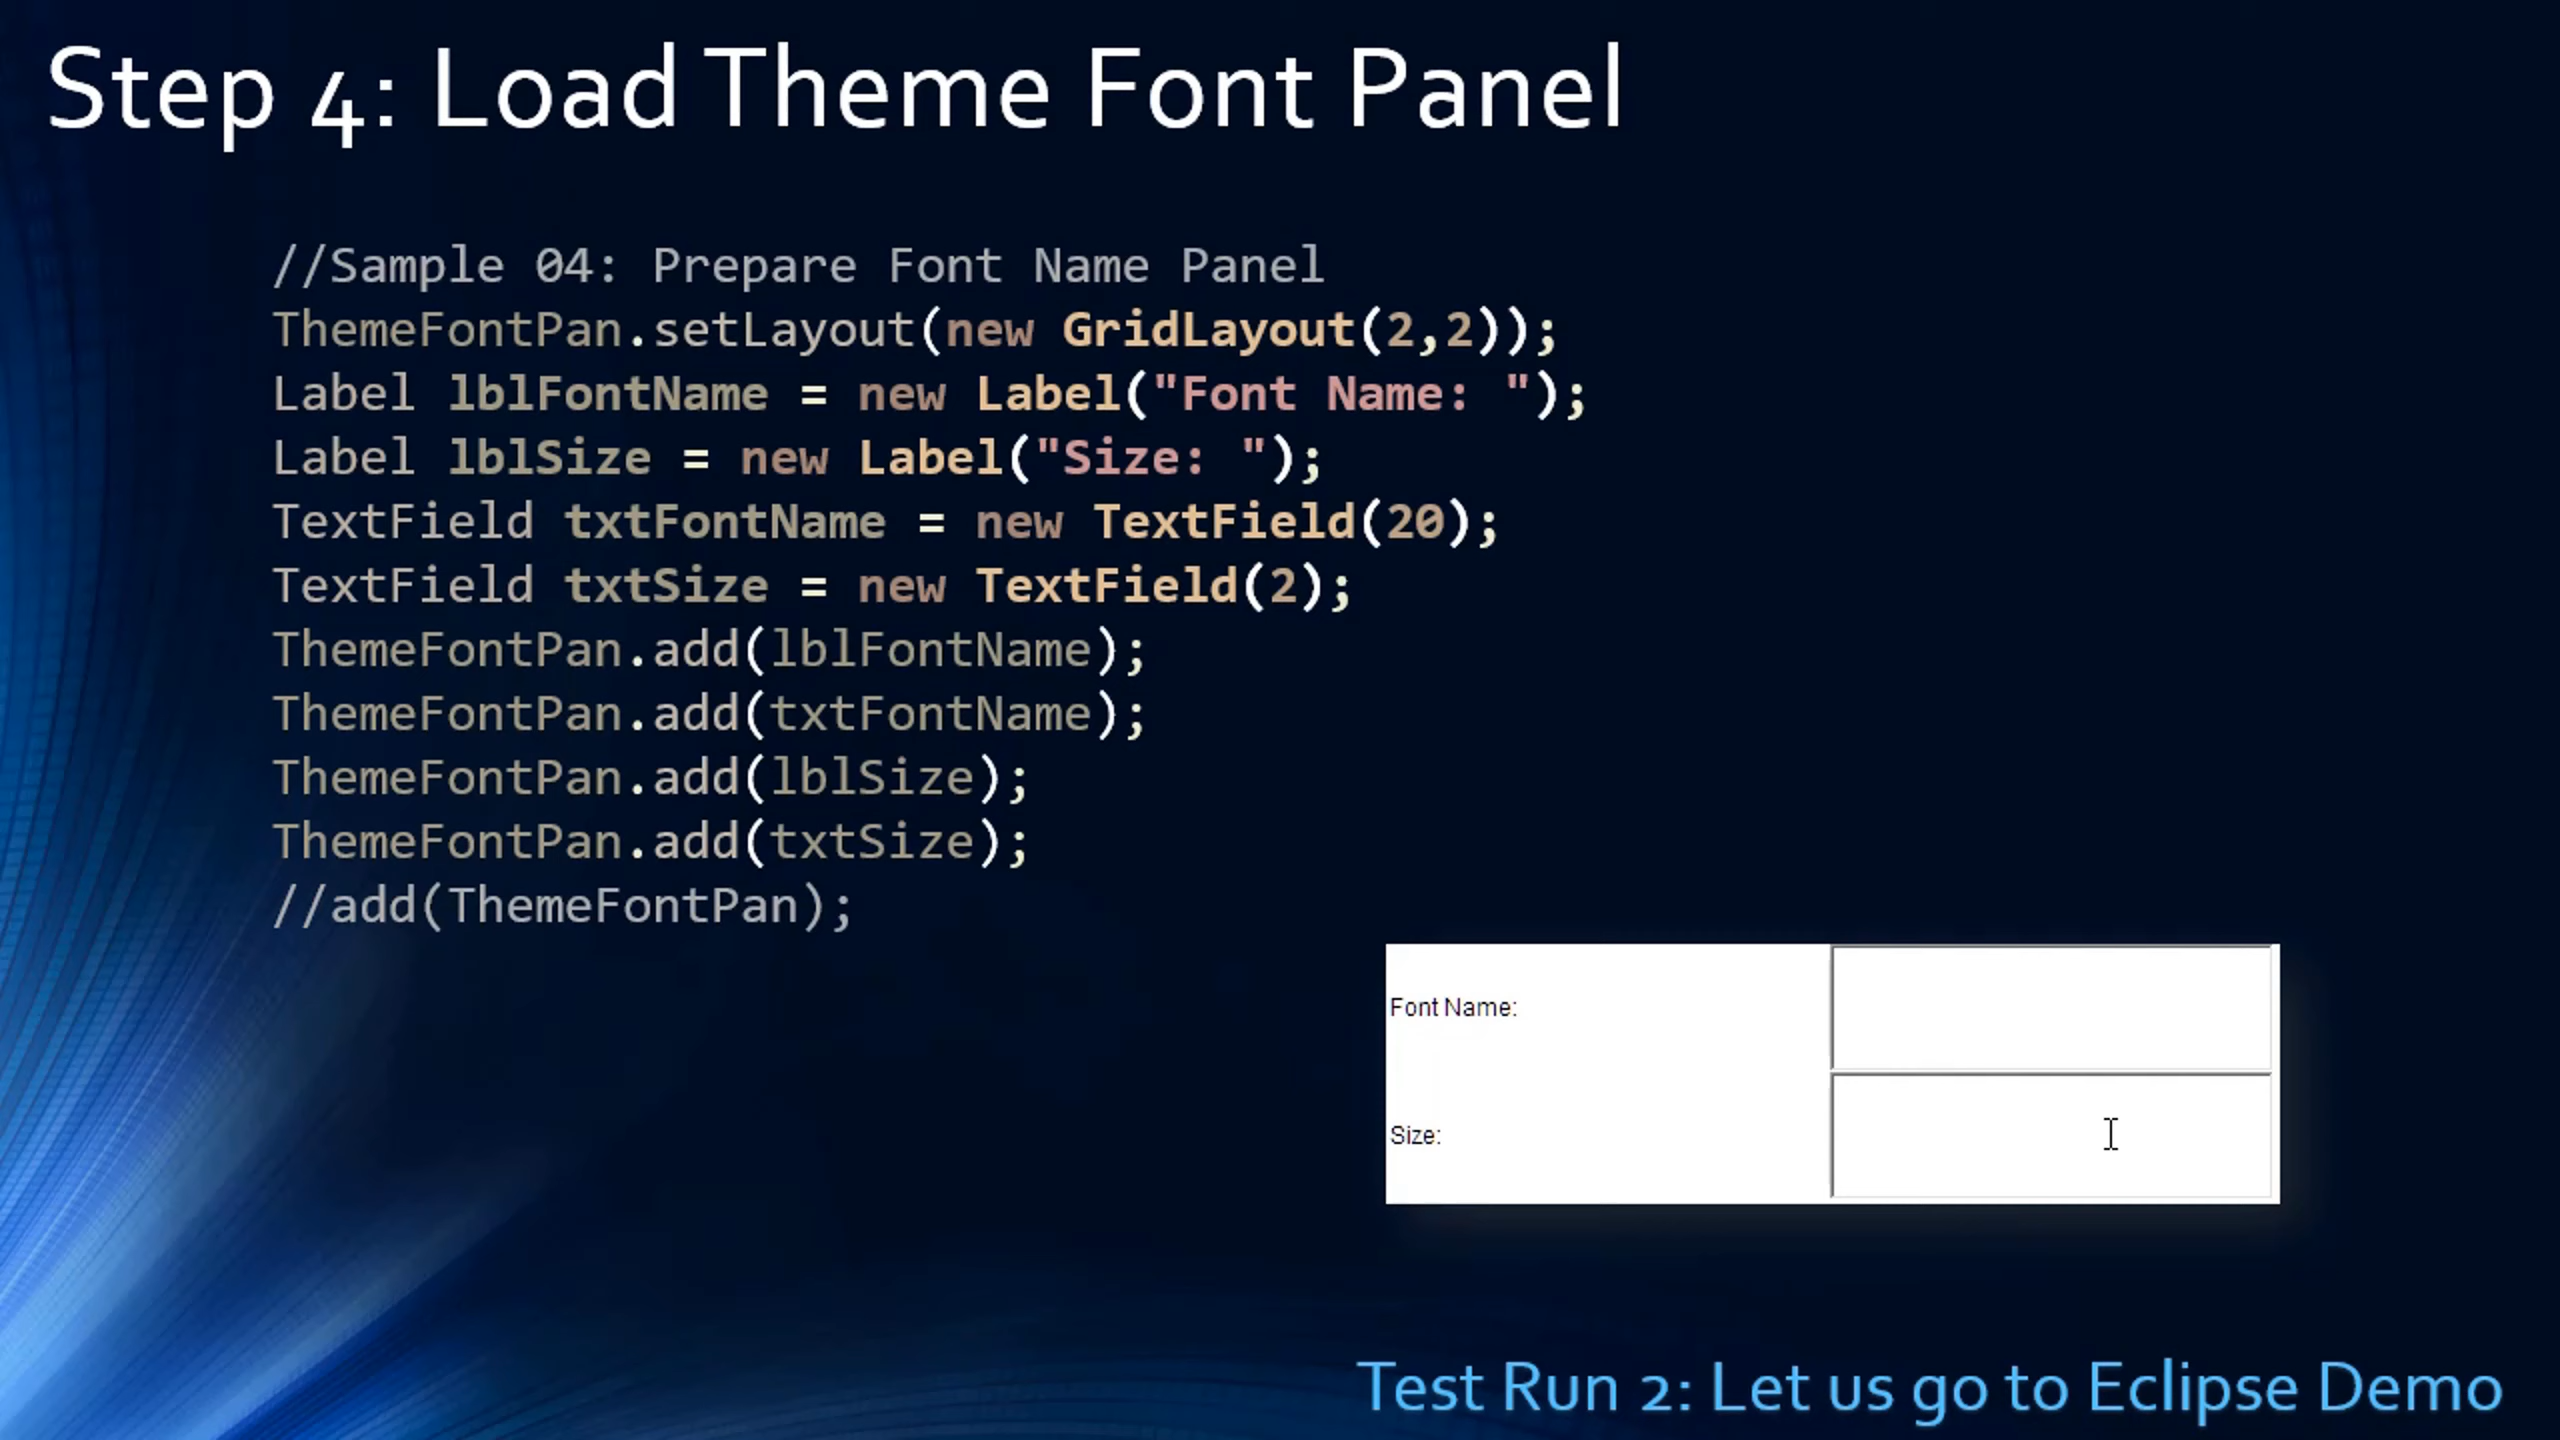 Step 4: Load Theme Font Panel
//Sample 04: Prepare Font Name Panel
ThemeFontPan.setLayout(new GridLayout(2,2));
Label lblFontName = new Label("Font Name: ");
Label lblSize = new Label("Size: ");
TextField txtFontName = new TextField(20);
TextField txtSize = new TextField(2);
ThemeFontPan.add(lblFontName);
ThemeFontPan.add(txtFontName);
ThemeFontPan.add(lblSize);
ThemeFontPan.add(txtSize);
//add(ThemeFontPan);
Font Name:
Size:
Test Run 2: Let us go to Eclipse Demo